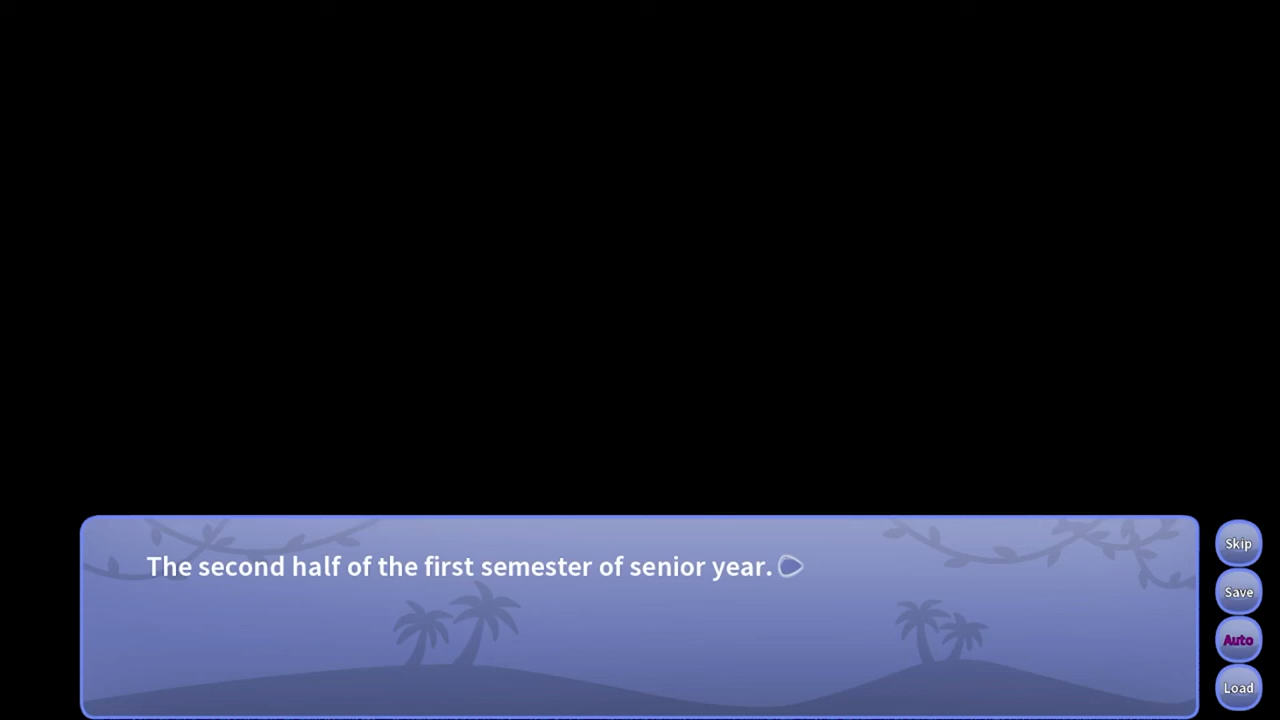 The second half of the first semester of senior year.
Skip
Save
Auto
Load